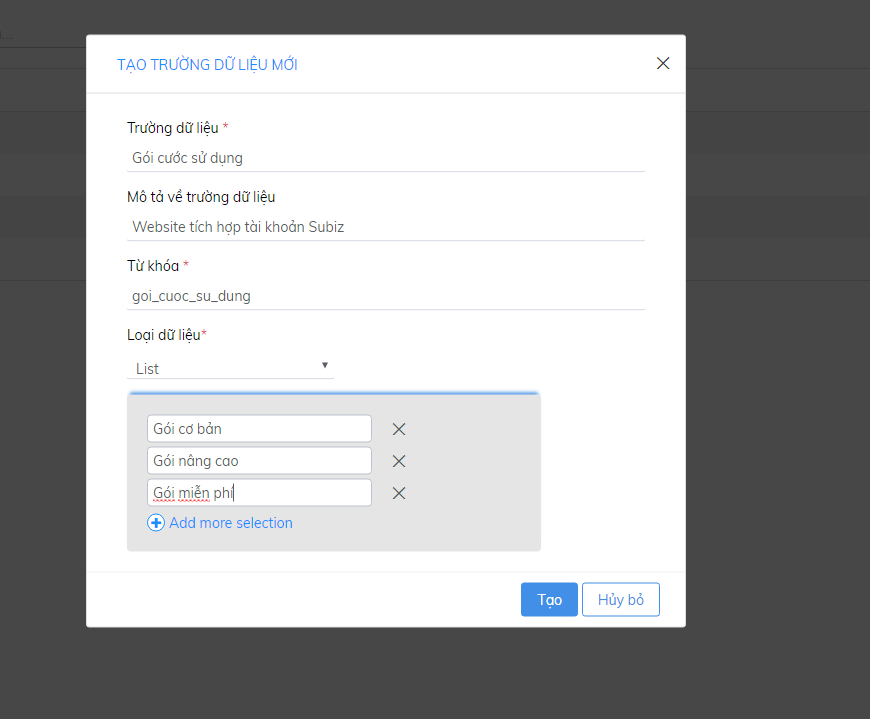 TẠO TRƯỜNG DỮ LIỆU MỚI
Trường dữ liệu *
Gói cước sử dụng
Mô tả về trường dữ liệu
Website tích hợp tài khoản Subiz
Từ khóa *
goi_cuoc_su_dung
Loại dữ liệu*
List
Gói cơ bản
Gói nâng cao
Gói miễn phí
Add more selection
Tạo
Hủy bỏ